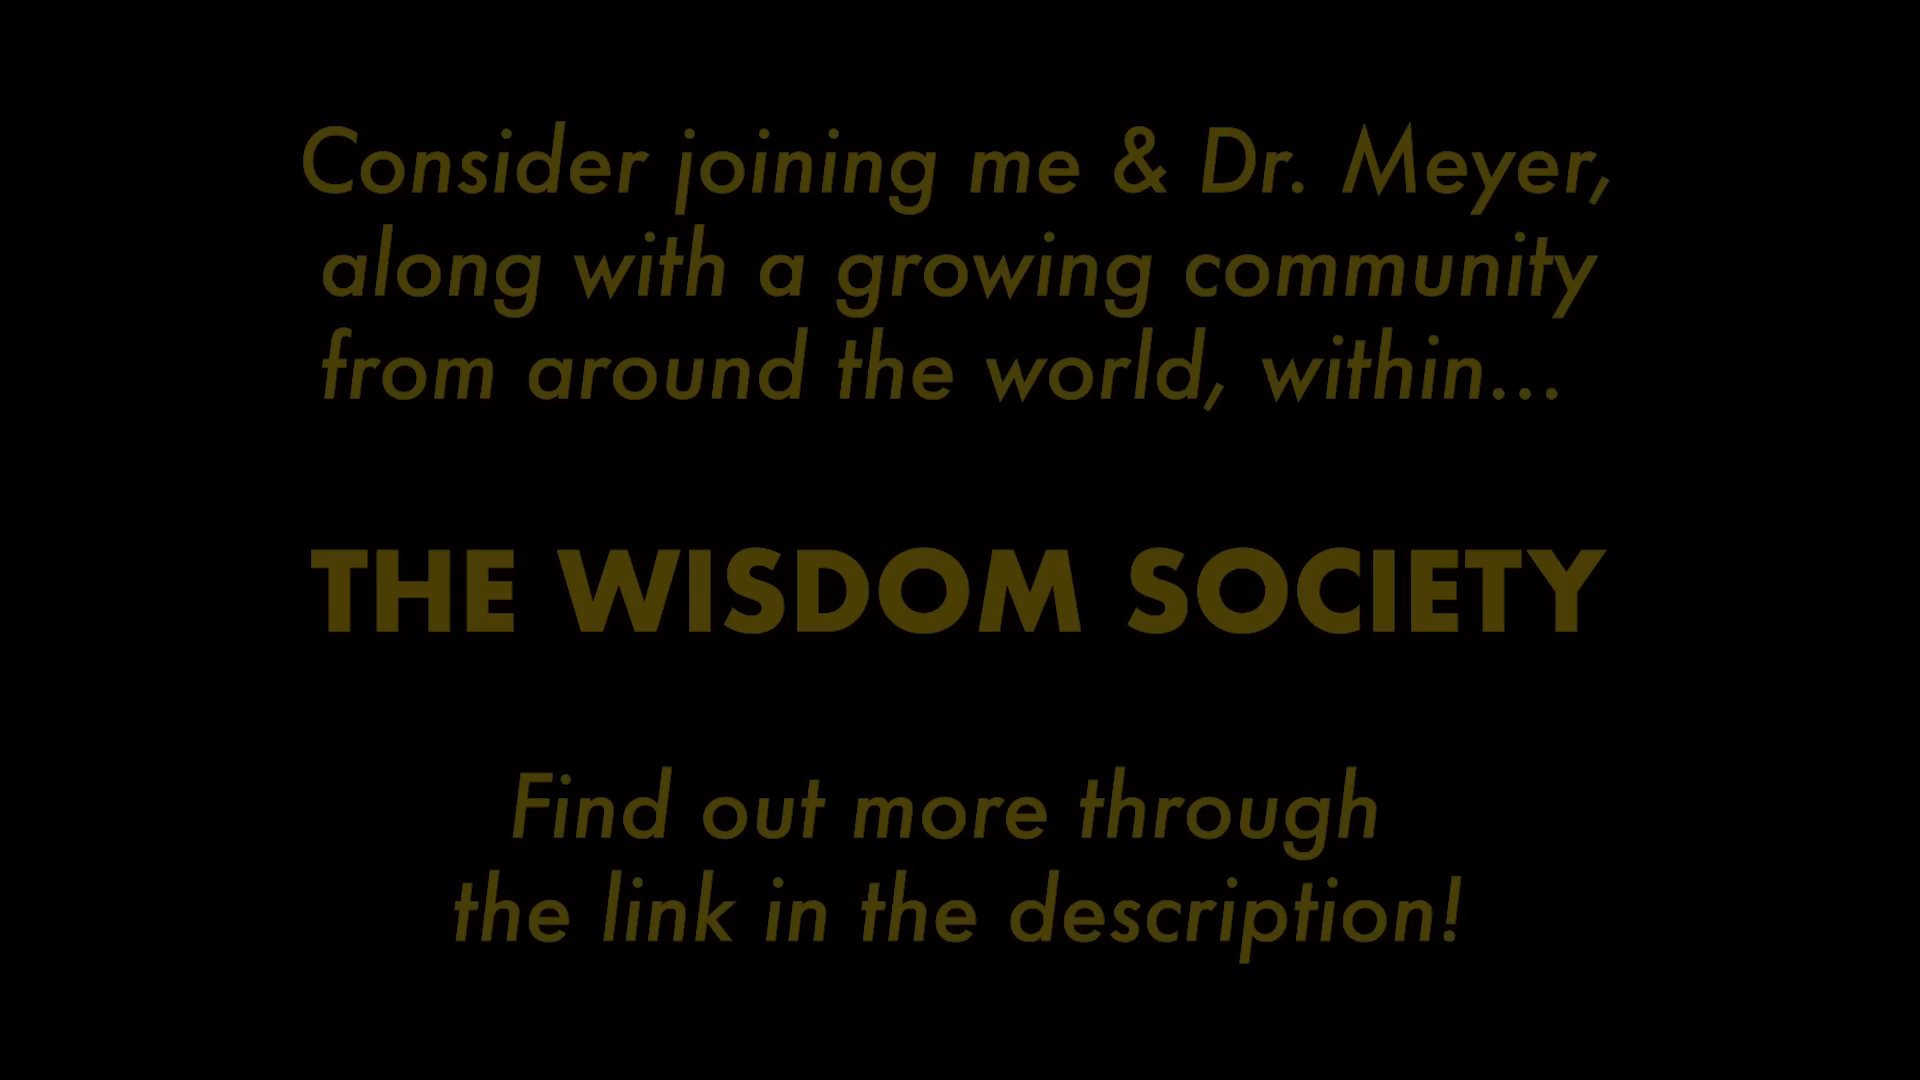 Consider joining me & Dr. Meyer,
along with a growing community
from around the world, within...
THE WISDOM SOCIETY
Find out more through
the link in the description!